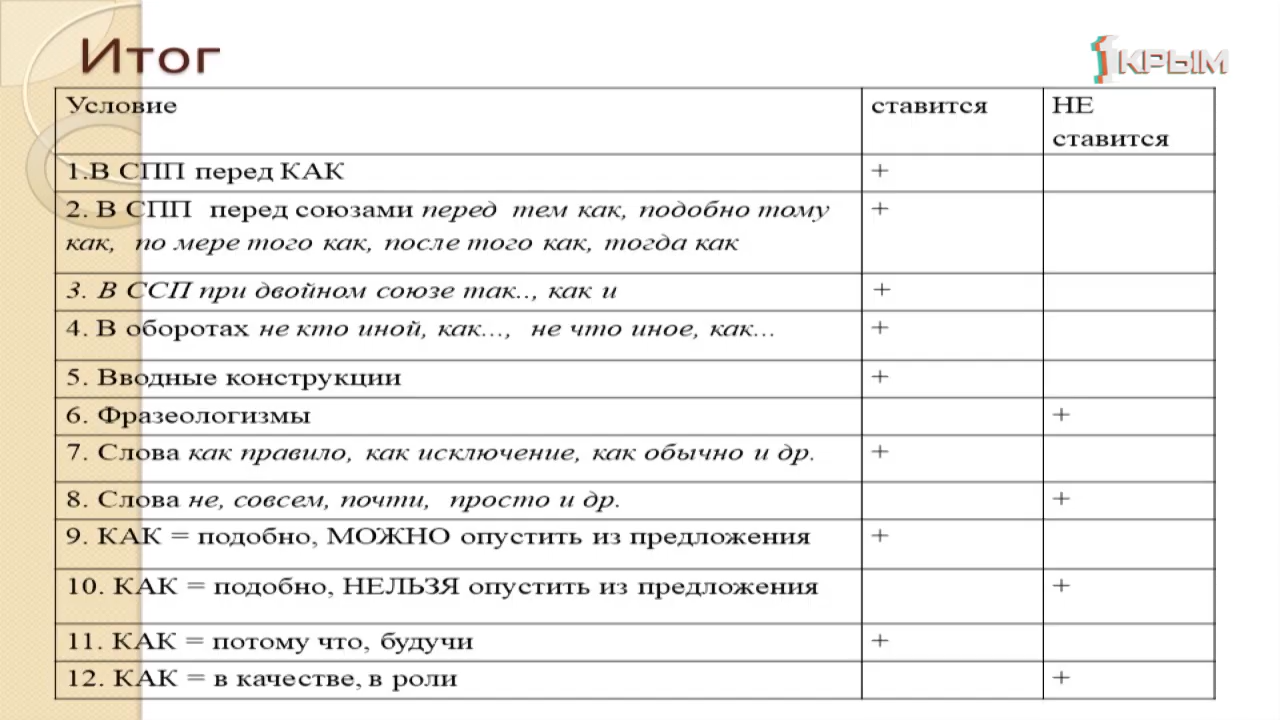 Итог
1КРЫМ
Условие ставится НЕ
ставится
1.В СПП перед КАК +
2. В СПП перед союзами перед тем как, подобно тому +
как, по мере того как, после того как, тогда как
3. В ССП при двойном союзе так.., как и +
4. В оборотах не кто иной, как..., не что иное, как... +
5. Вводные конструкции +
6. Фразеологизмы +
7. Слова как правило, как исключение, как обычно и др. +
8. Слова не, совсем, почти, просто и др. +
9. КАК = подобно, МОЖНО опустить из предложения +
10. КАК = подобно, НЕЛЬЗЯ опустить из предложения +
11. КАК = потому что, будучи +
12. КАК = в качестве, в роли +